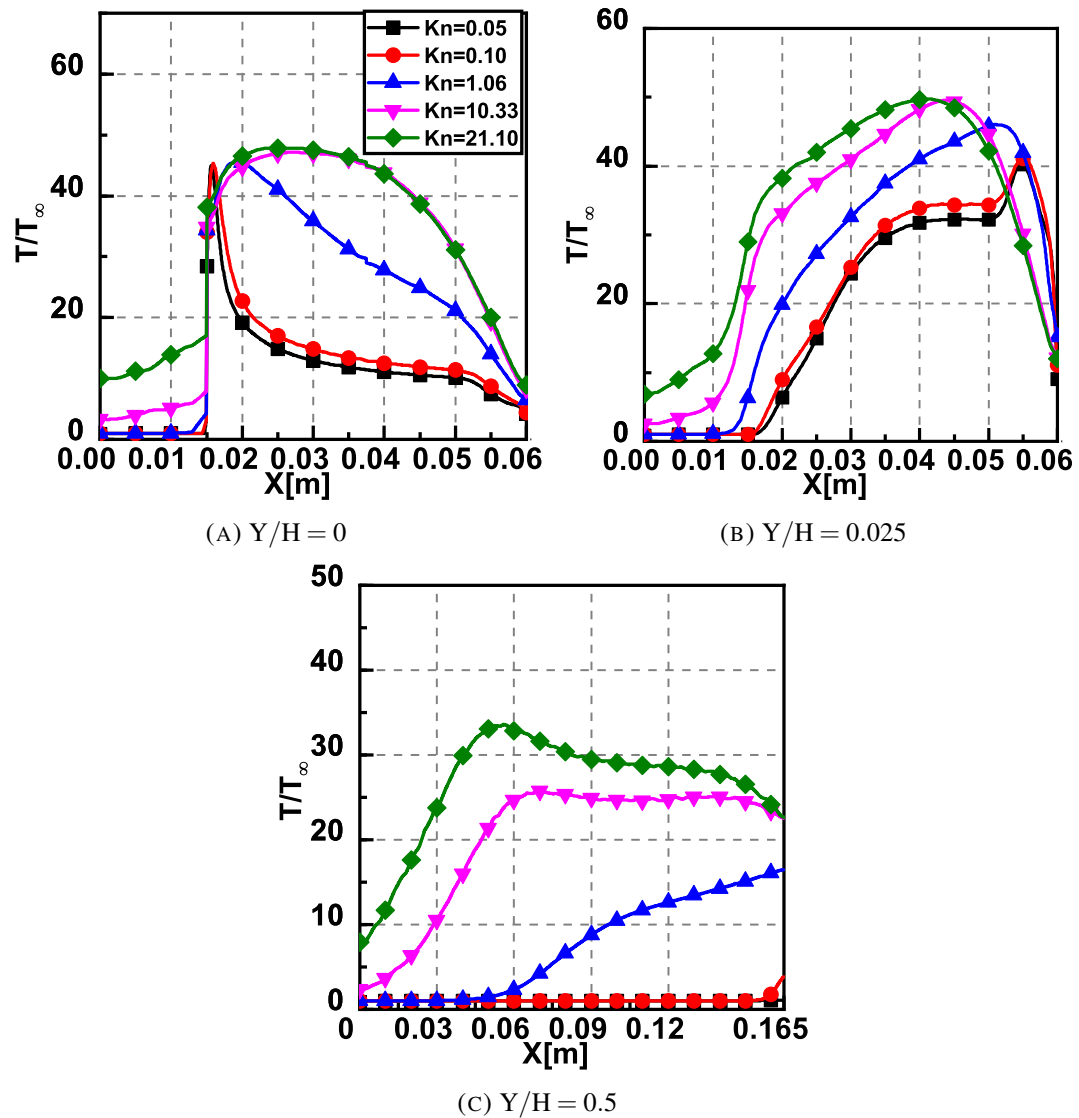 T/T∞
60
40
20
0
0.00 0.01 0.02 0.03 0.04 0.05 0.06
X[m]
Kn=0.05
Kn=0.10
Kn=1.06
Kn=10.33
Kn=21.10
(A) Y/H = 0
T/T∞
60
40
20
0
0.00 0.01 0.02 0.03 0.04 0.05 0.06
X[m]
(B) Y/H = 0.025
T/T∞
50
40
30
20
10
0
0 0.03 0.06 0.09 0.12 0.165
X[m]
(C) Y/H = 0.5